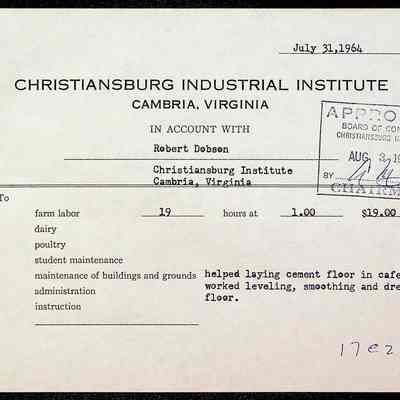 July 31,1964
CHRISTIANSBURG INDUSTRIAL INSTITUTE
CAMBRIA, VIRGINIA
IN ACCOUNT WITH
APPRO
BOARD OF CON
CHRISTIANSBURG I
AUG 3 19
BY
CHAIRM
Robert Dobson
Christiansburg Institute
Cambria, Virginia
To
farm labor 19 hours at 1.00 $19.00
dairy
poultry
student maintenance
maintenance of buildings and grounds helped laying cement floor in cafe
worked leveling, smoothing and dre
administration
floor.
instruction
17e2